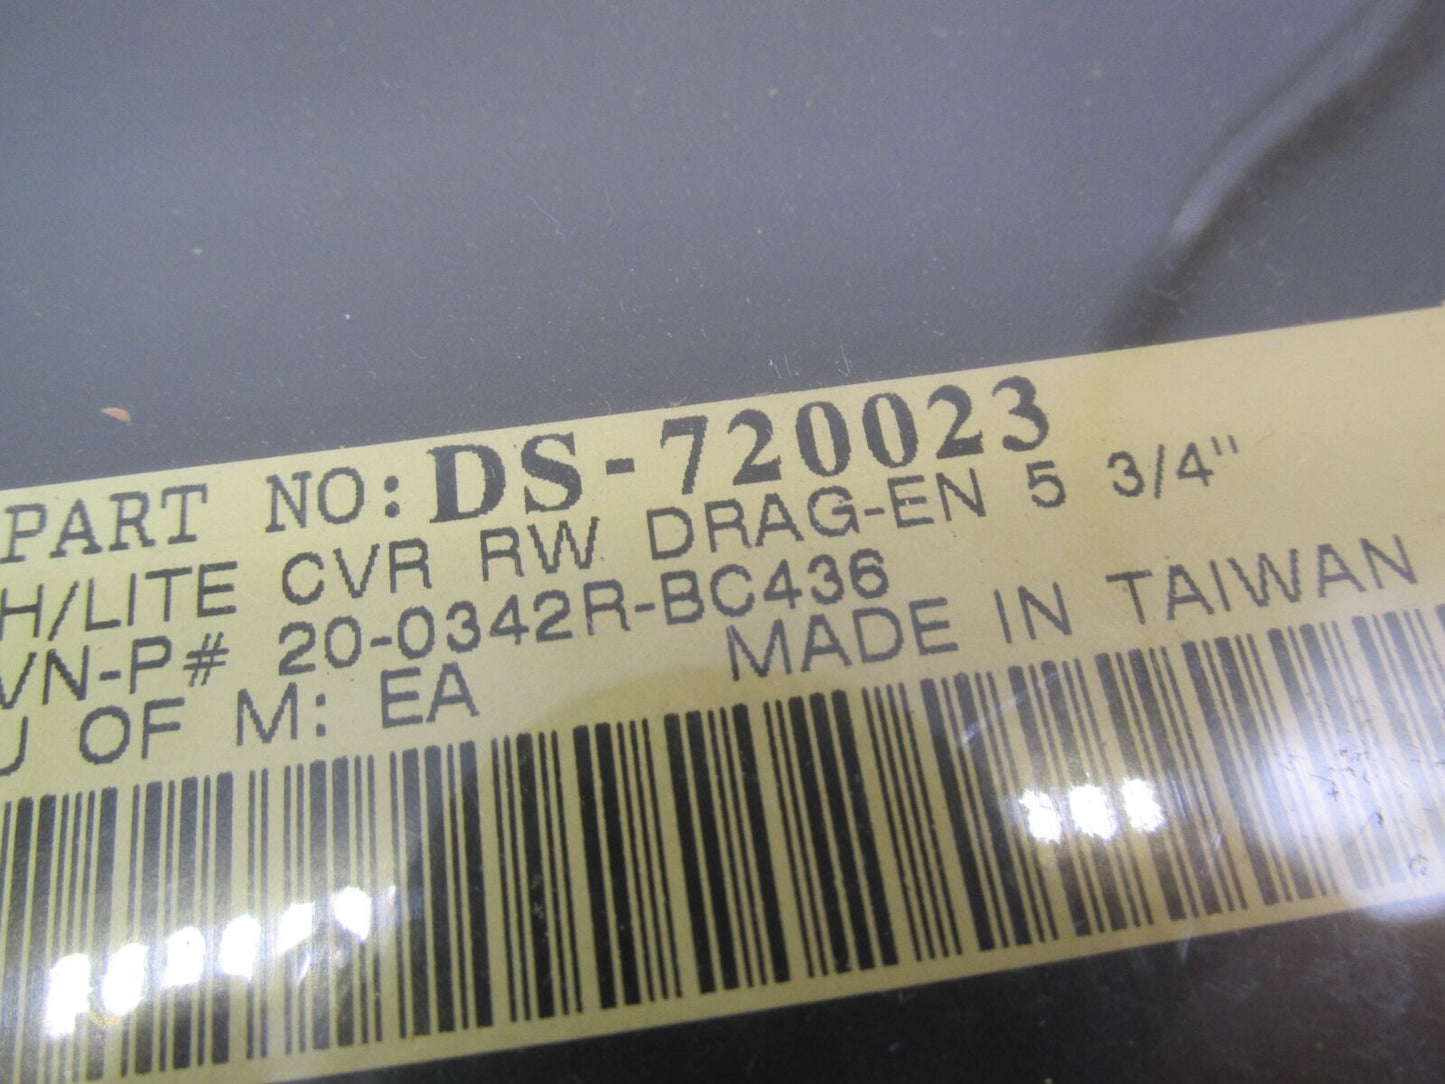 PART NO: DS-720023
H/LITE CVR RW DRAG-EN 5 3/4"
VN-P# 20-0342R-BC436
U OF M: EA MADE IN TAIWAN